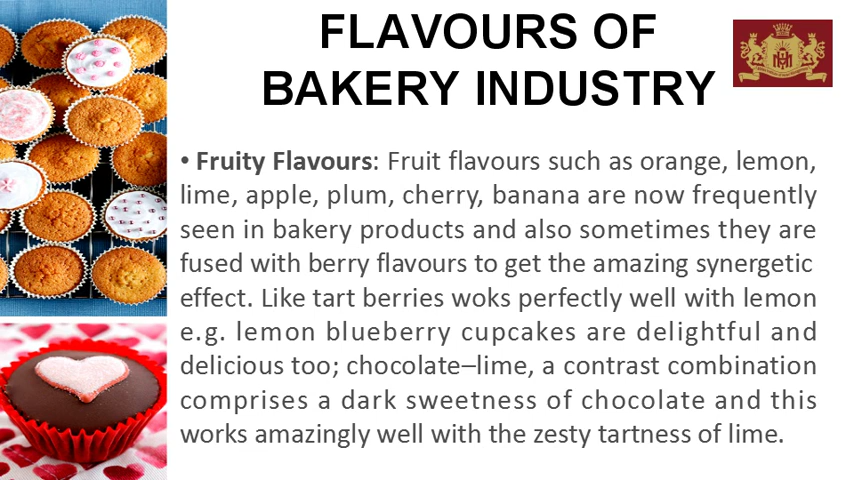 FLAVOURS OF
BAKERY INDUSTRY
• Fruity Flavours: Fruit flavours such as orange, lemon,
lime, apple, plum, cherry, banana are now frequently
seen in bakery products and also sometimes they are
fused with berry flavours to get the amazing synergetic
effect. Like tart berries woks perfectly well with lemon
e.g. lemon blueberry cupcakes are delightful and
delicious too; chocolate–lime, a contrast combination
comprises a dark sweetness of chocolate and this
works amazingly well with the zesty tartness of lime.